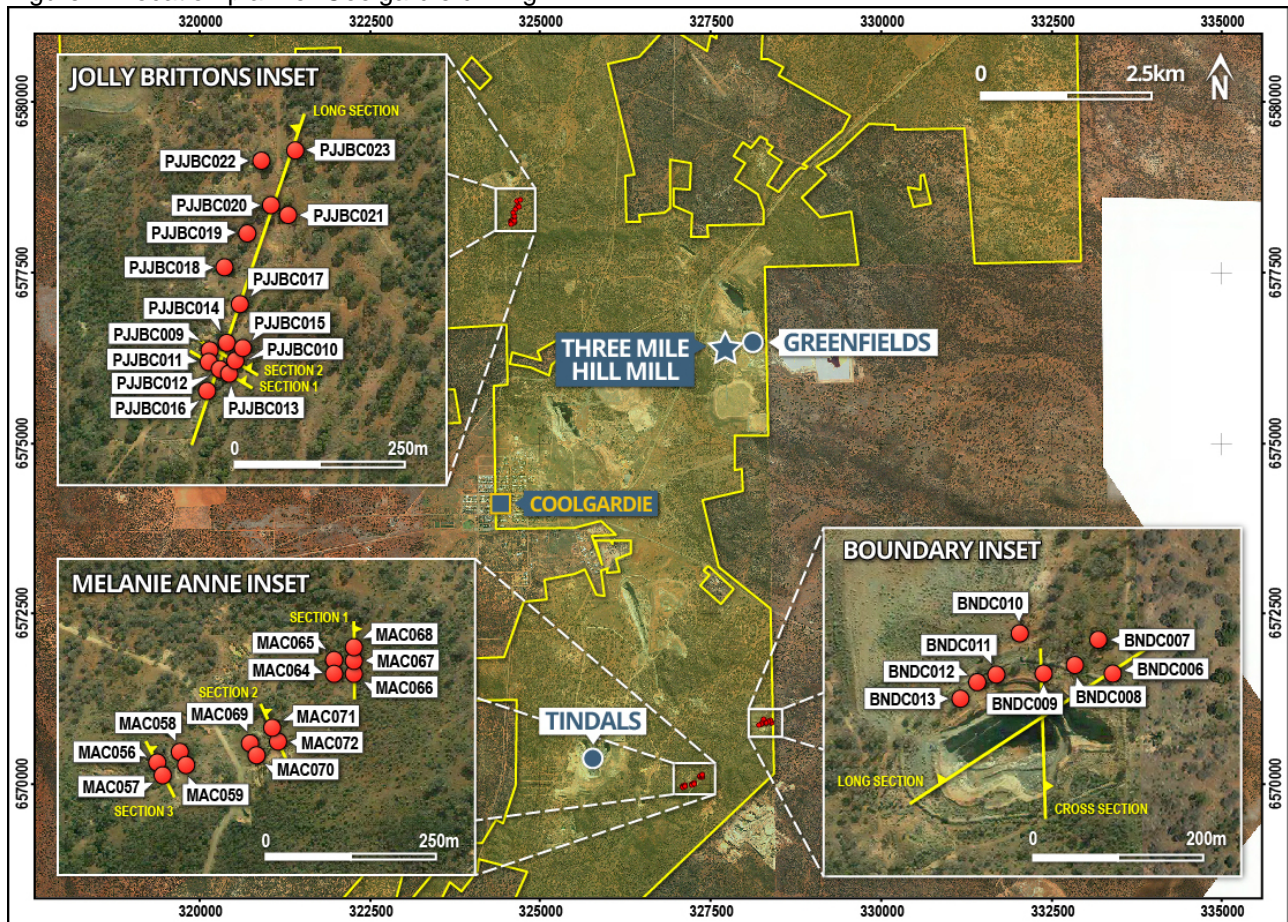 320000 322500 325000 327500 330000 332500 335000
6580000
6577500
6575000
6572500
6570000
JOLLY BRITTONS INSET
LONG SECTION
PJJBC022
PJJBC023
PJJBC020
PJJBC021
PJJBC019
PJJBC018
PJJBC017
PJJBC014
PJJBC015
PJJBC009
PJJBC010
PJJBC011
SECTION 2
PJJBC012
SECTION 1
PJJBC016
PJJBC013
0 250m
0 2.5km
N
THREE MILE
HILL MILL
GREENFIELDS
COOLGARDIE
TINDALS
MELANIE ANNE INSET
SECTION 1
MAC065
MAC068
MAC064
MAC067
MAC066
SECTION 2
MAC069
MAC071
MAC058
MAC056
MAC072
MAC057
MAC070
MAC059
SECTION 3
0 250m
BOUNDARY INSET
BNDC010
BNDC011
BNDC007
BNDC012
BNDC006
BNDC013
BNDC009
BNDC008
LONG SECTION
CROSS SECTION
0 200m
6580000
6577500
6575000
6572500
6570000
320000 322500 325000 327500 330000 332500 335000